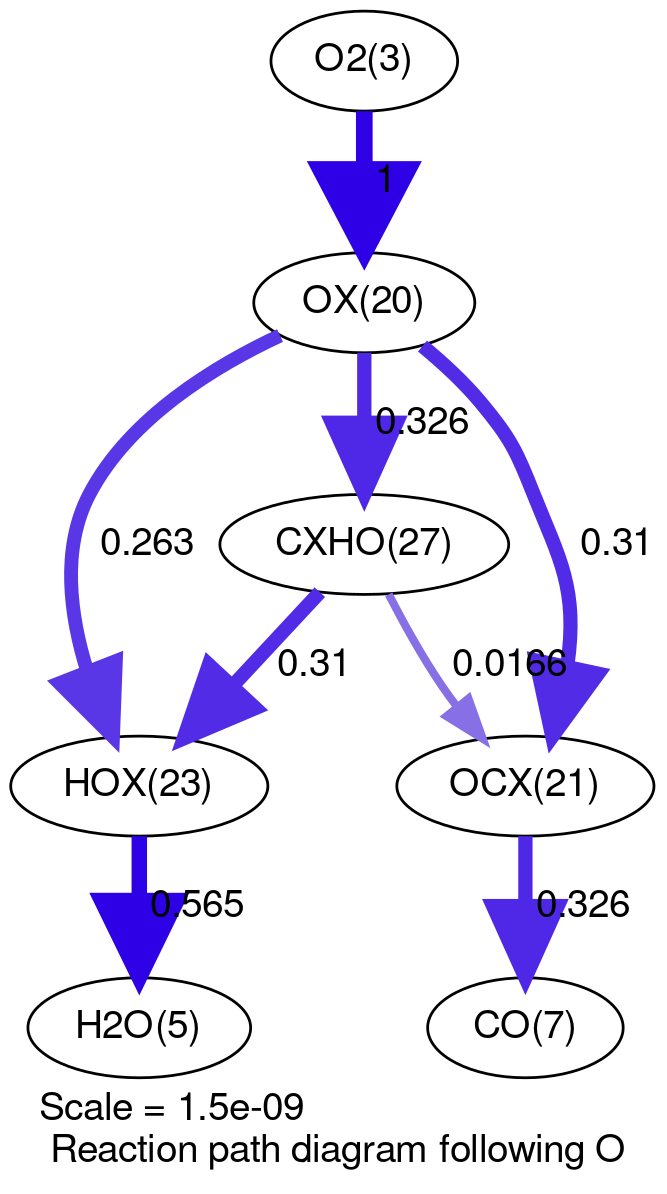 O2(3)
1
OX(20)
0.326
CXHO(27)
0.263
0.31
0.31
0.0166
HOX(23)
OCX(21)
0.565
0.326
H2O(5)
CO(7)
Scale = 1.5e-09
Reaction path diagram following O